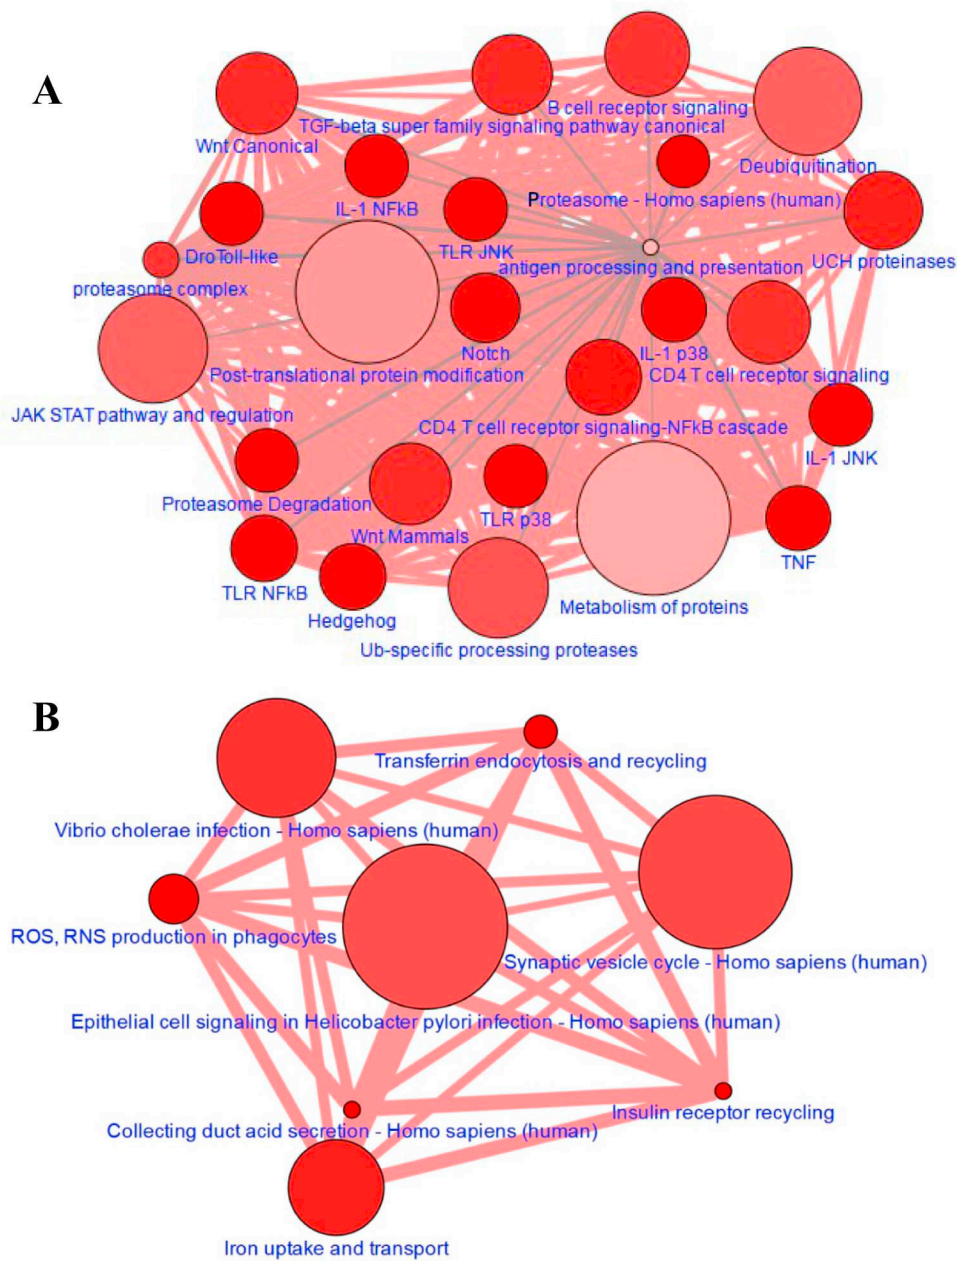 A
B cell receptor signaling
TGF-beta super family signaling pathway canonical
Wnt Canonical
Deubiquitination
Proteasome - Homo sapiens (human)
IL-1 NFkB
TLR JNK
DroToll-like
UCH proteinases
antigen processing and presentation
proteasome complex
Notch
IL-1 p38
Post-translational protein modification
CD4 T cell receptor signaling
JAK STAT pathway and regulation
CD4 T cell receptor signaling-NFkB cascade
IL-1 JNK
Proteasome Degradation
TLR p38
Wnt Mammals
TNF
TLR NFkB
Metabolism of proteins
Hedgehog
Ub-specific processing proteases
B
Transferrin endocytosis and recycling
Vibrio cholerae infection - Homo sapiens (human)
ROS, RNS production in phagocytes
Synaptic vesicle cycle - Homo sapiens (human)
Epithelial cell signaling in Helicobacter pylori infection - Homo sapiens (human)
Insulin receptor recycling
Collecting duct acid secretion - Homo sapiens (human)
Iron uptake and transport